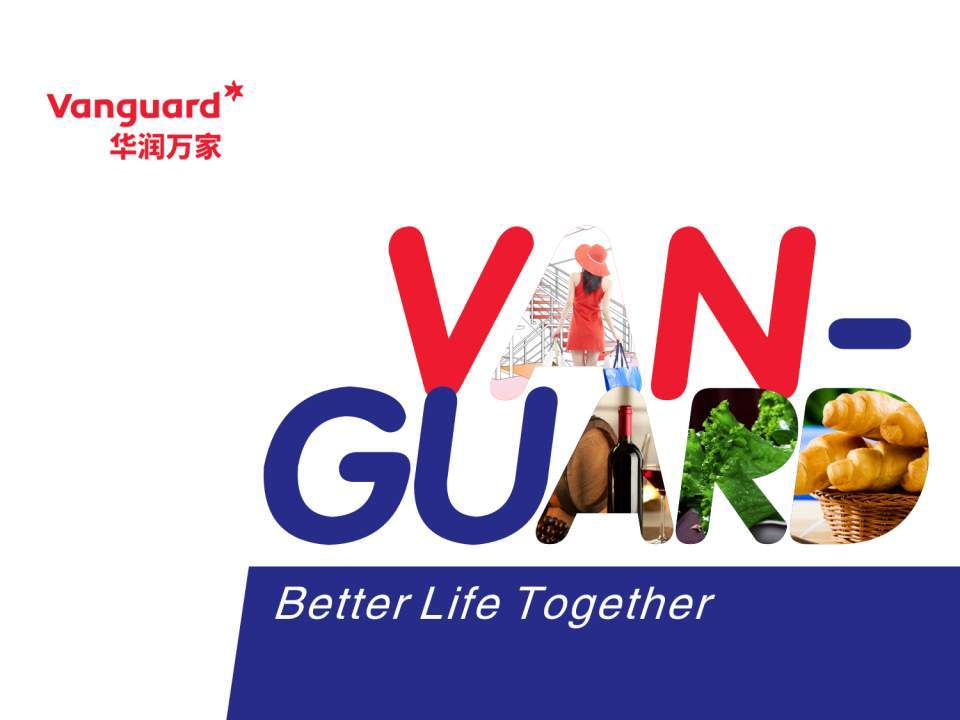 Vanguard
华润万家
VAN-
GUARD
Better Life Together